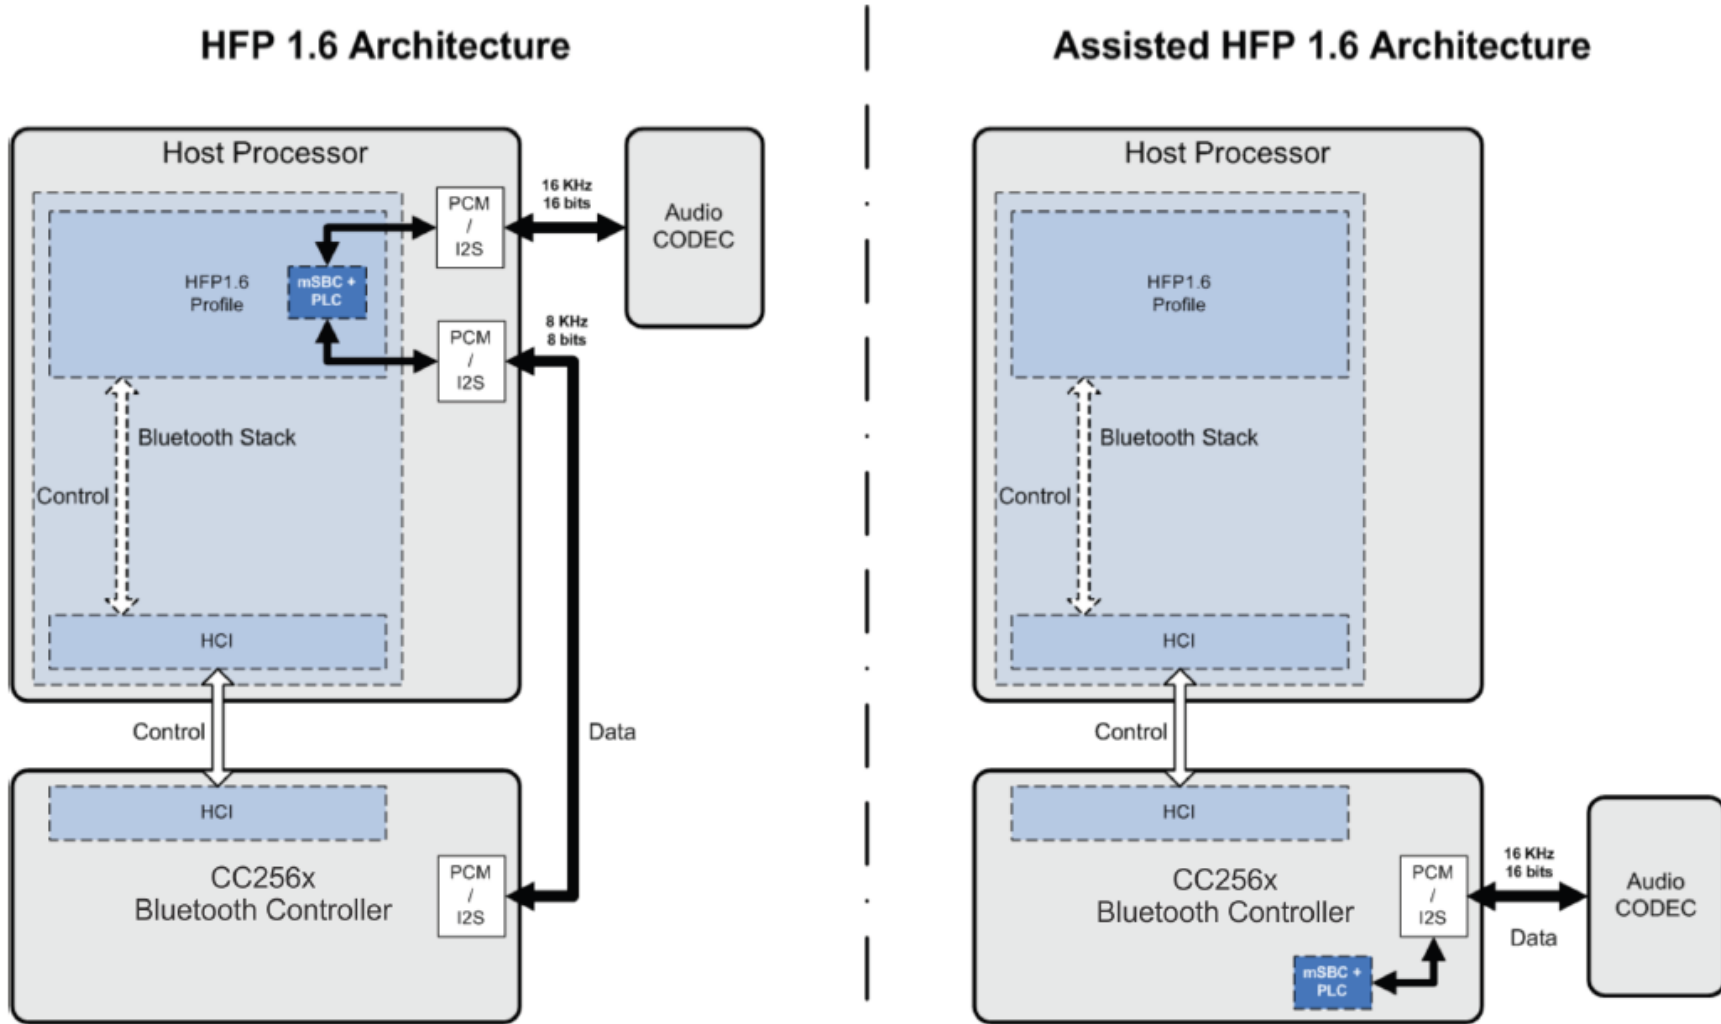 HFP 1.6 Architecture
Host Processor
PCM
/
I2S
16 KHz
16 bits
Audio
CODEC
HFP1.6
Profile
mSBC +
PLC
PCM
/
I2S
8 KHz
8 bits
Bluetooth Stack
Control
HCI
Control
Data
HCI
CC256x
Bluetooth Controller
PCM
/
I2S
Assisted HFP 1.6 Architecture
Host Processor
HFP1.6
Profile
Bluetooth Stack
Control
HCI
Control
HCI
CC256x
Bluetooth Controller
PCM
/
I2S
16 KHz
16 bits
Data
Audio
CODEC
mSBC +
PLC